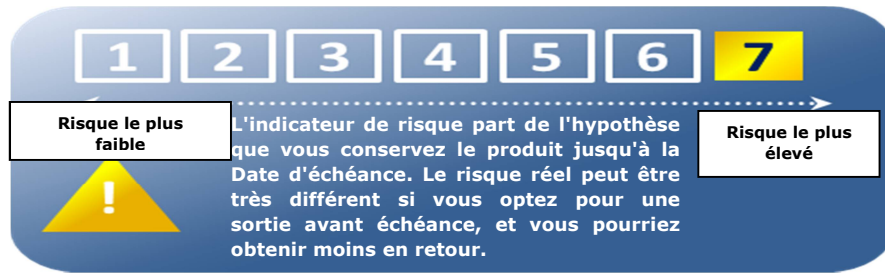 1 2 3 4 5 6 7
Risque le plus
faible
L'indicateur de risque part de l'hypothèse
que vous conservez le produit jusqu'à la
Date d'échéance. Le risque réel peut être
très différent si vous optez pour une
sortie avant échéance, et vous pourriez
obtenir moins en retour.
Risque le plus
élevé
!